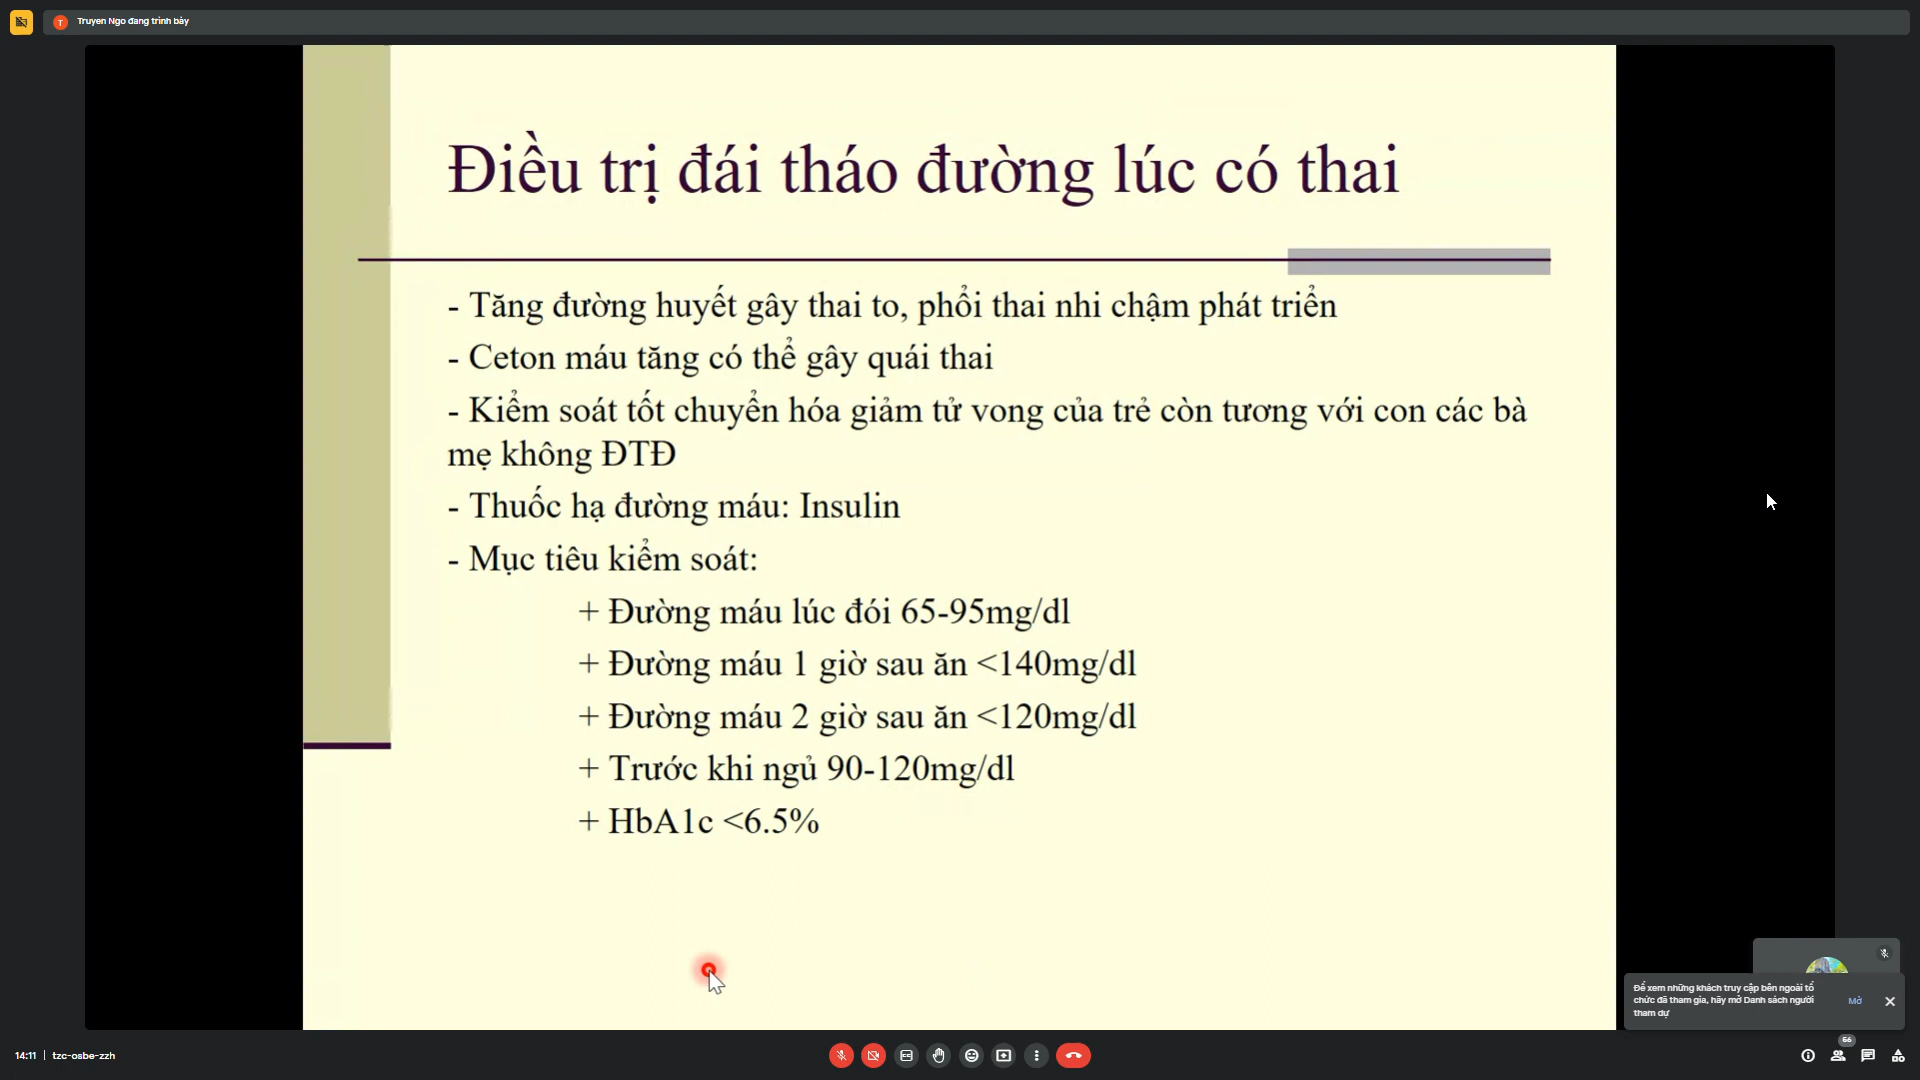 T Truyen Ngo đang trình bày
Điều trị đái tháo đường lúc có thai
- Tăng đường huyết gây thai to, phổi thai nhi chậm phát triển
- Ceton máu tăng có thể gây quái thai
- Kiểm soát tốt chuyển hóa giảm tử vong của trẻ còn tương với con các bà
mẹ không ĐTĐ
- Thuốc hạ đường máu: Insulin
- Mục tiêu kiểm soát:
+ Đường máu lúc đói 65-95mg/dl
+ Đường máu 1 giờ sau ăn <140mg/dl
+ Đường máu 2 giờ sau ăn <120mg/dl
+ Trước khi ngủ 90-120mg/dl
+ HbA1c <6.5%
Để xem những khách truy cập bên ngoài tổ
chức đã tham gia, hãy mở Danh sách người
tham dự
Mở
14:11 | tzc-osbe-zzh
56